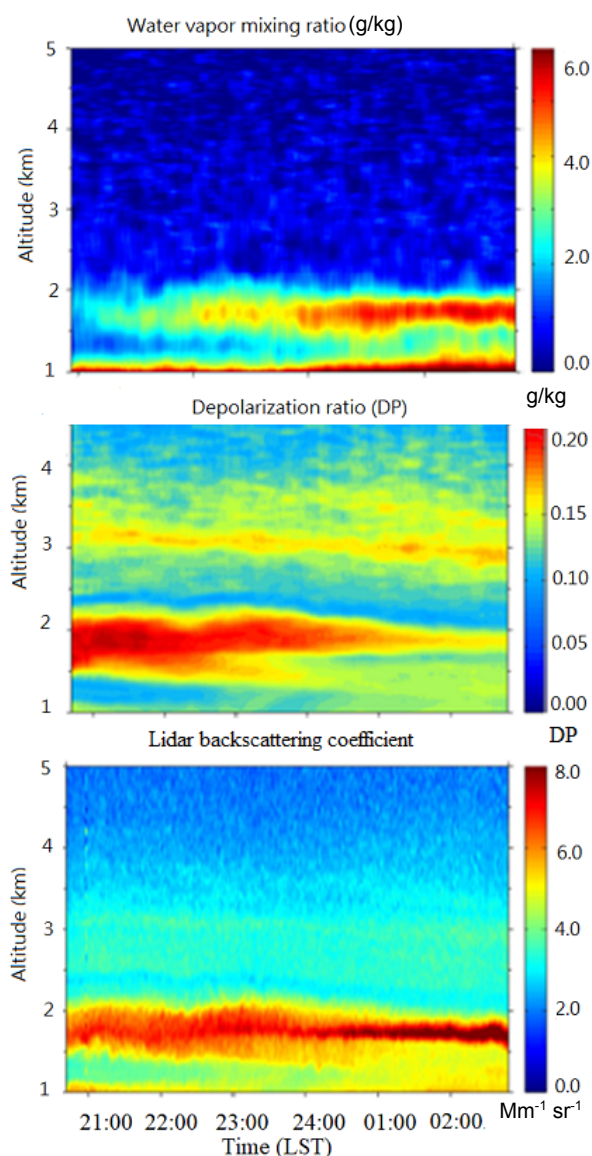 Water vapor mixing ratio (g/kg)
5
4
3
2
1
Altitude (km)
6.0
4.0
2.0
0.0
g/kg
Depolarization ratio (DP)
4
3
2
1
Altitude (km)
0.20
0.15
0.10
0.05
0.00
DP
Lidar backscattering coefficient
5
4
3
2
1
Altitude (km)
8.0
6.0
4.0
2.0
0.0
Mm⁻¹ sr⁻¹
21:00 22:00 23:00 24:00 01:00 02:00
Time (LST)